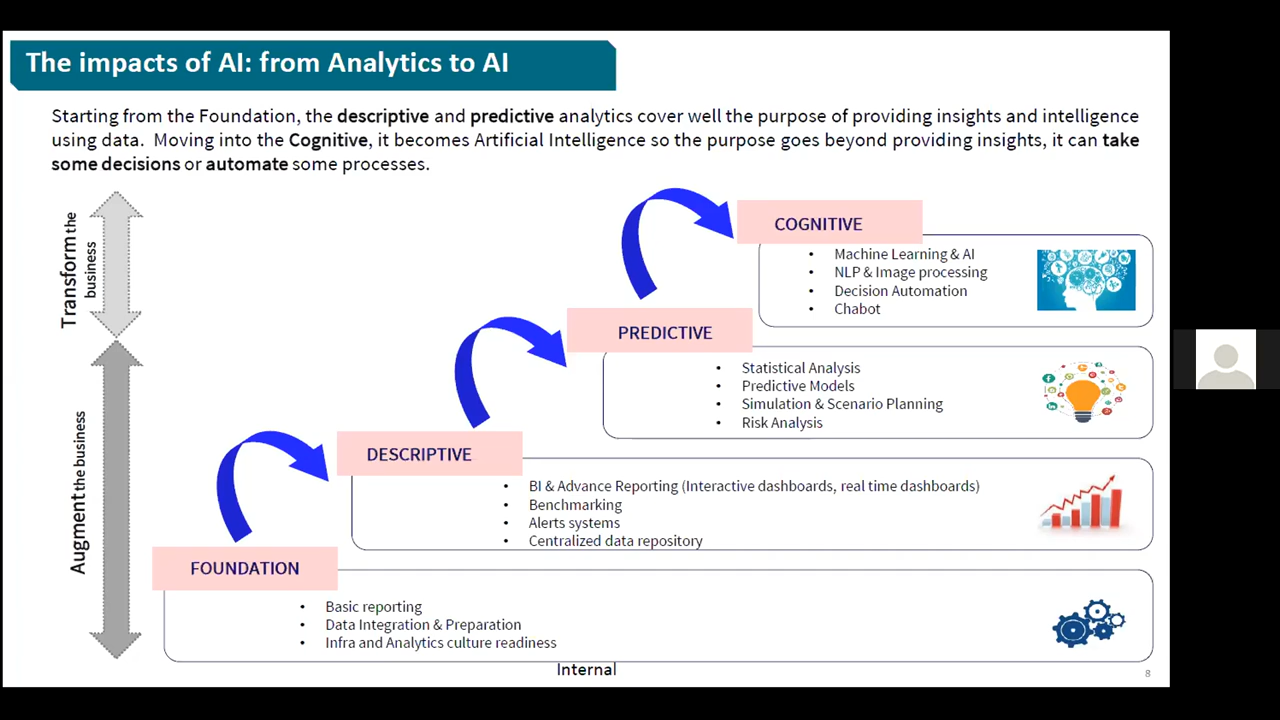 The impacts of AI: from Analytics to AI
Starting from the Foundation, the descriptive and predictive analytics cover well the purpose of providing insights and intelligence
using data. Moving into the Cognitive, it becomes Artificial Intelligence so the purpose goes beyond providing insights, it can take
some decisions or automate some processes.
Transform the
business
COGNITIVE
• Machine Learning & AI
• NLP & Image processing
• Decision Automation
• Chabot
PREDICTIVE
• Statistical Analysis
• Predictive Models
• Simulation & Scenario Planning
• Risk Analysis
Augment the business
DESCRIPTIVE
• BI & Advance Reporting (Interactive dashboards, real time dashboards)
• Benchmarking
• Alerts systems
• Centralized data repository
FOUNDATION
• Basic reporting
• Data Integration & Preparation
• Infra and Analytics culture readiness
Internal
8